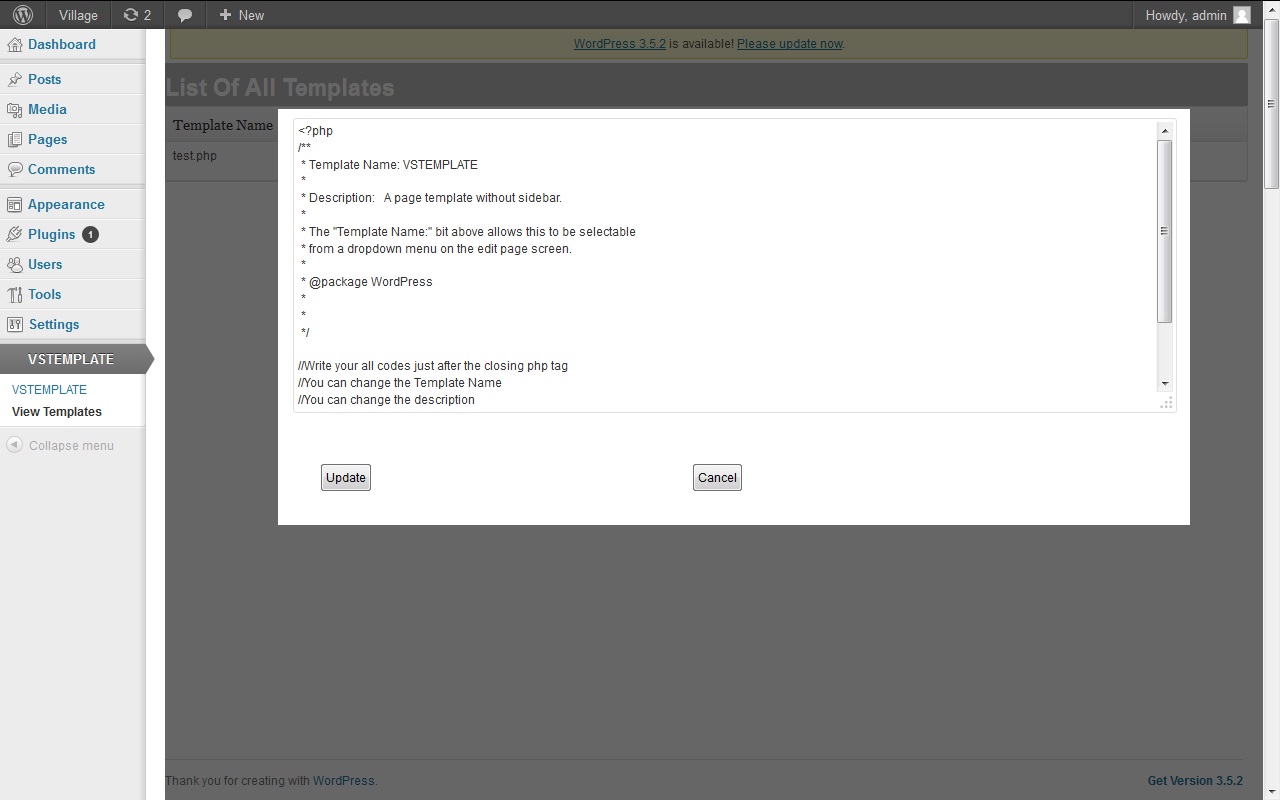 Village 2 New Howdy, admin
Dashboard
Posts
Media
Pages
Comments
Appearance
Plugins 1
Users
Tools
Settings
VSTEMPLATE
VSTEMPLATE
View Templates
Collapse menu
WordPress 3.5.2 is available! Please update now.
List Of All Templates
Template Name
test.php
<?php
/**
* Template Name: VSTEMPLATE
*
* Description: A page template without sidebar.
*
* The "Template Name:" bit above allows this to be selectable
* from a dropdown menu on the edit page screen.
*
* @package WordPress
*
*
*/
//Write your all codes just after the closing php tag
//You can change the Template Name
//You can change the description
Update Cancel
Thank you for creating with WordPress. Get Version 3.5.2